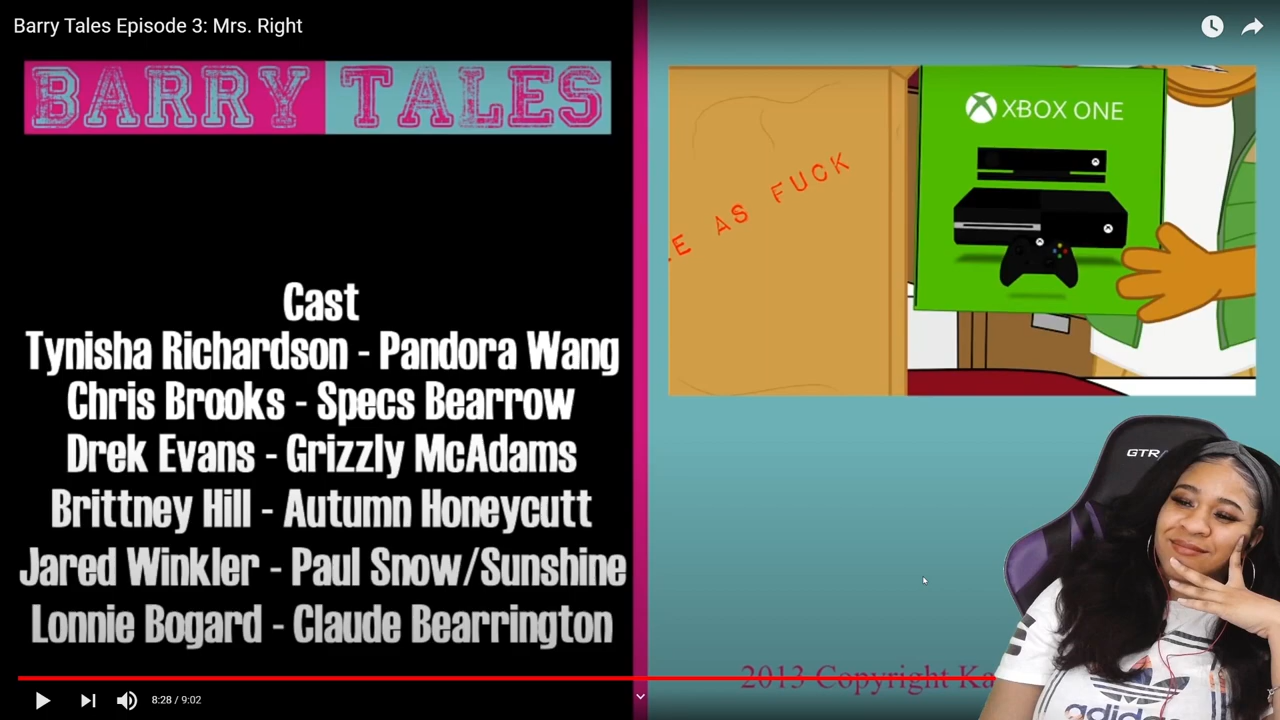 Barry Tales Episode 3: Mrs. Right
BARRY TALES
Cast
Tynisha Richardson - Pandora Wang
Chris Brooks - Specs Bearrow
Drek Evans - Grizzly McAdams
Brittney Hill - Autumn Honeycutt
Jared Winkler - Paul Snow/Sunshine
Lonnie Bogard - Claude Bearrington
E AS FUCK
XBOX ONE
GTR
adidas
2013 Copyright Ka
8:28 / 9:02